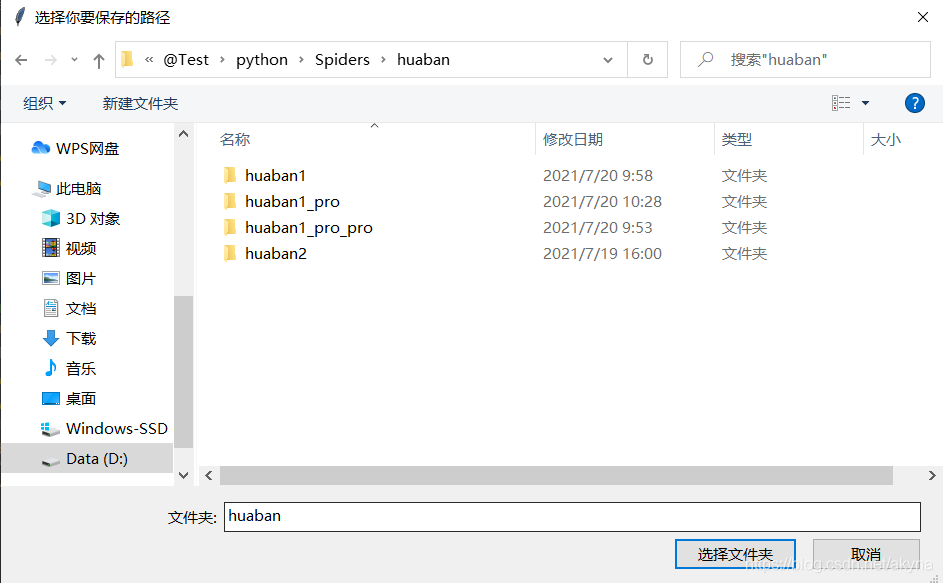 选择你要保存的路径
« @Test › python › Spiders › huaban
搜索"huaban"
组织 新建文件夹
?
名称 修改日期 类型 大小
WPS网盘
此电脑
3D 对象
视频
图片
文档
下载
音乐
桌面
Windows-SSD
Data (D:)
huaban1 2021/7/20 9:58 文件夹
huaban1_pro 2021/7/20 10:28 文件夹
huaban1_pro_pro 2021/7/20 9:53 文件夹
huaban2 2021/7/19 16:00 文件夹
文件夹: huaban
选择文件夹 取消
https://blog.csdn.net/akyna